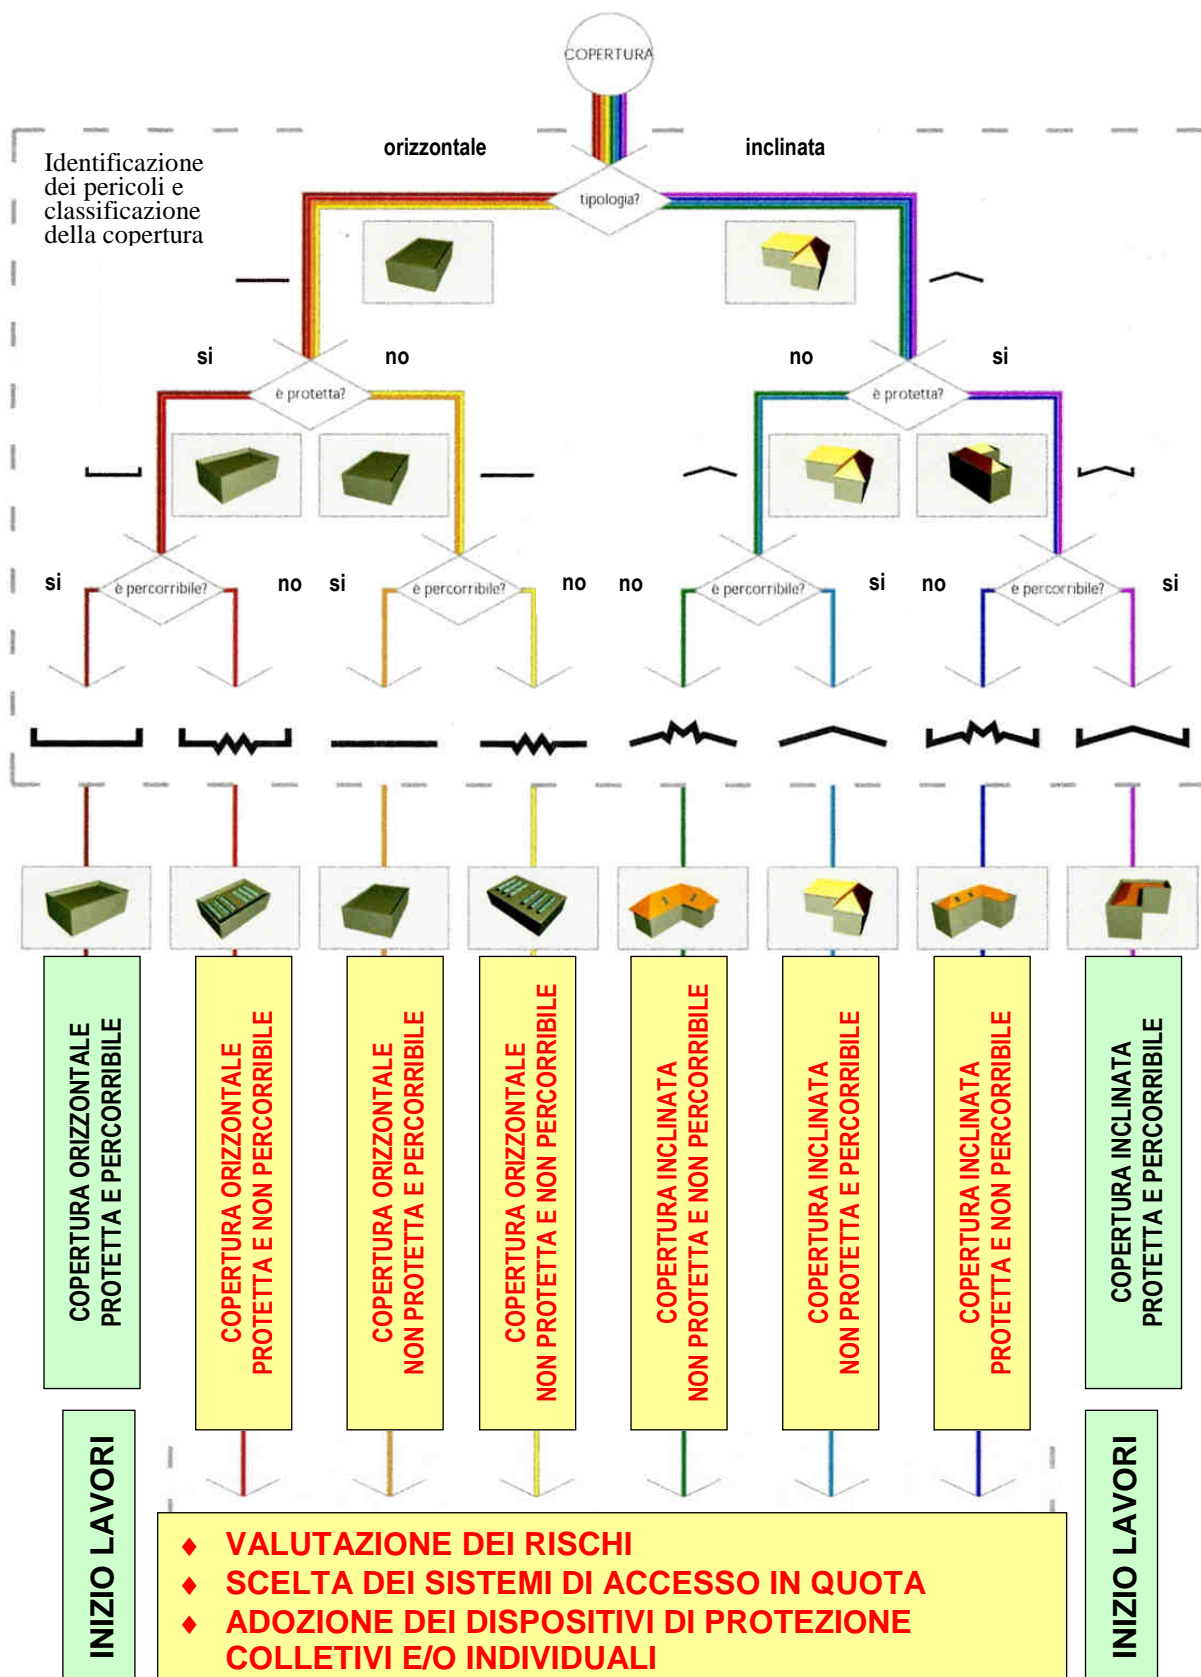 COPERTURA
orizzontale
inclinata
Identificazione
dei pericoli e
classificazione
della copertura
tipologia?
si
no
no
si
è protetta?
è protetta?
si
no
si
no
no
si
no
si
è percorribile?
è percorribile?
è percorribile?
è percorribile?
COPERTURA ORIZZONTALE
PROTETTA E PERCORRIBILE
COPERTURA ORIZZONTALE
PROTETTA E NON PERCORRIBILE
COPERTURA ORIZZONTALE
NON PROTETTA E PERCORRIBILE
COPERTURA ORIZZONTALE
NON PROTETTA E NON PERCORRIBILE
COPERTURA INCLINATA
NON PROTETTA E NON PERCORRIBILE
COPERTURA INCLINATA
NON PROTETTA E PERCORRIBILE
COPERTURA INCLINATA
PROTETTA E NON PERCORRIBILE
COPERTURA INCLINATA
PROTETTA E PERCORRIBILE
INIZIO LAVORI
♦ VALUTAZIONE DEI RISCHI
♦ SCELTA DEI SISTEMI DI ACCESSO IN QUOTA
♦ ADOZIONE DEI DISPOSITIVI DI PROTEZIONE
COLLETIVI E/O INDIVIDUALI
INIZIO LAVORI